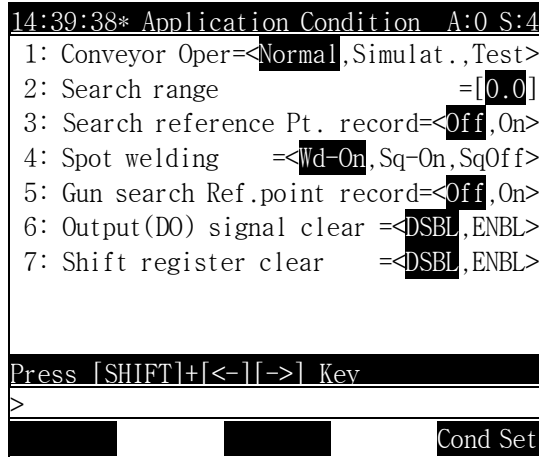 14:39:38* Application Condition A:0 S:4
1: Conveyor Oper=<Normal,Simulat.,Test>
2: Search range =[0.0]
3: Search reference Pt. record=<Off,On>
4: Spot welding =<Wd-On,Sq-On,SqOff>
5: Gun search Ref.point record=<Off,On>
6: Output(DO) signal clear =<DSBL,ENBL>
7: Shift register clear =<DSBL,ENBL>
Press [SHIFT]+[<-][->] Key
>
Cond Set